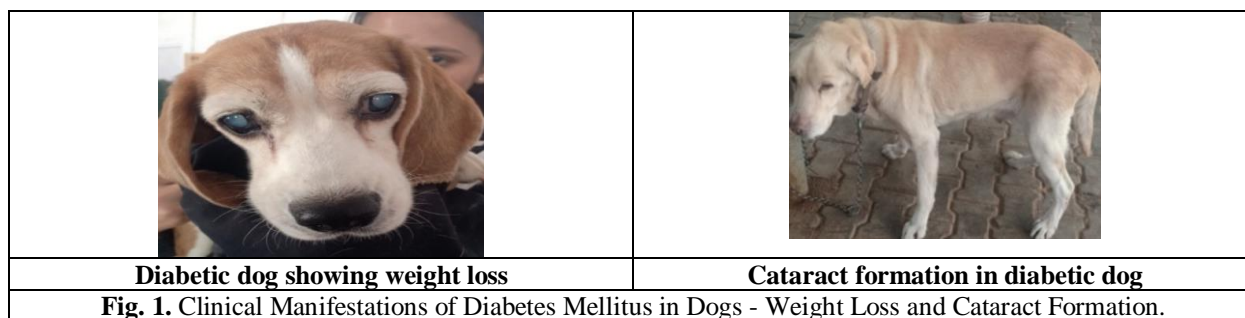 Diabetic dog showing weight loss
Cataract formation in diabetic dog
Fig. 1. Clinical Manifestations of Diabetes Mellitus in Dogs - Weight Loss and Cataract Formation.